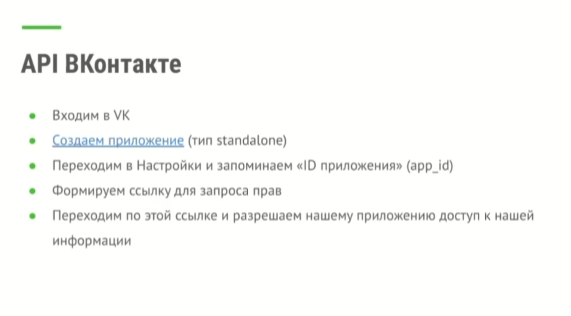 API ВКонтакте
● Входим в VK
● Создаем приложение (тип standalone)
● Переходим в Настройки и запоминаем «ID приложения» (app_id)
● Формируем ссылку для запроса прав
● Переходим по этой ссылке и разрешаем нашему приложению доступ к нашей
информации